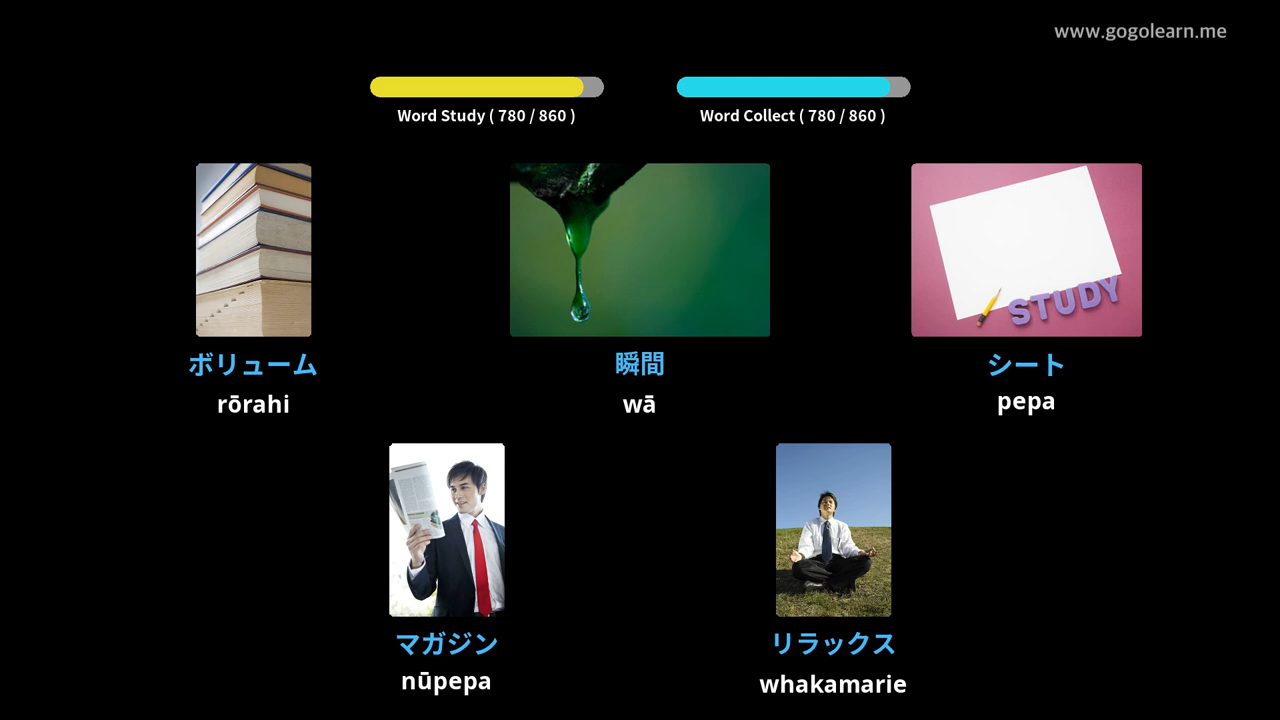 www.gogolearn.me
Word Study ( 780 / 860 )
Word Collect ( 780 / 860 )
STUDY
ボリューム
rōrahi
瞬間
wā
シート
pepa
マガジン
nūpepa
リラックス
whakamarie